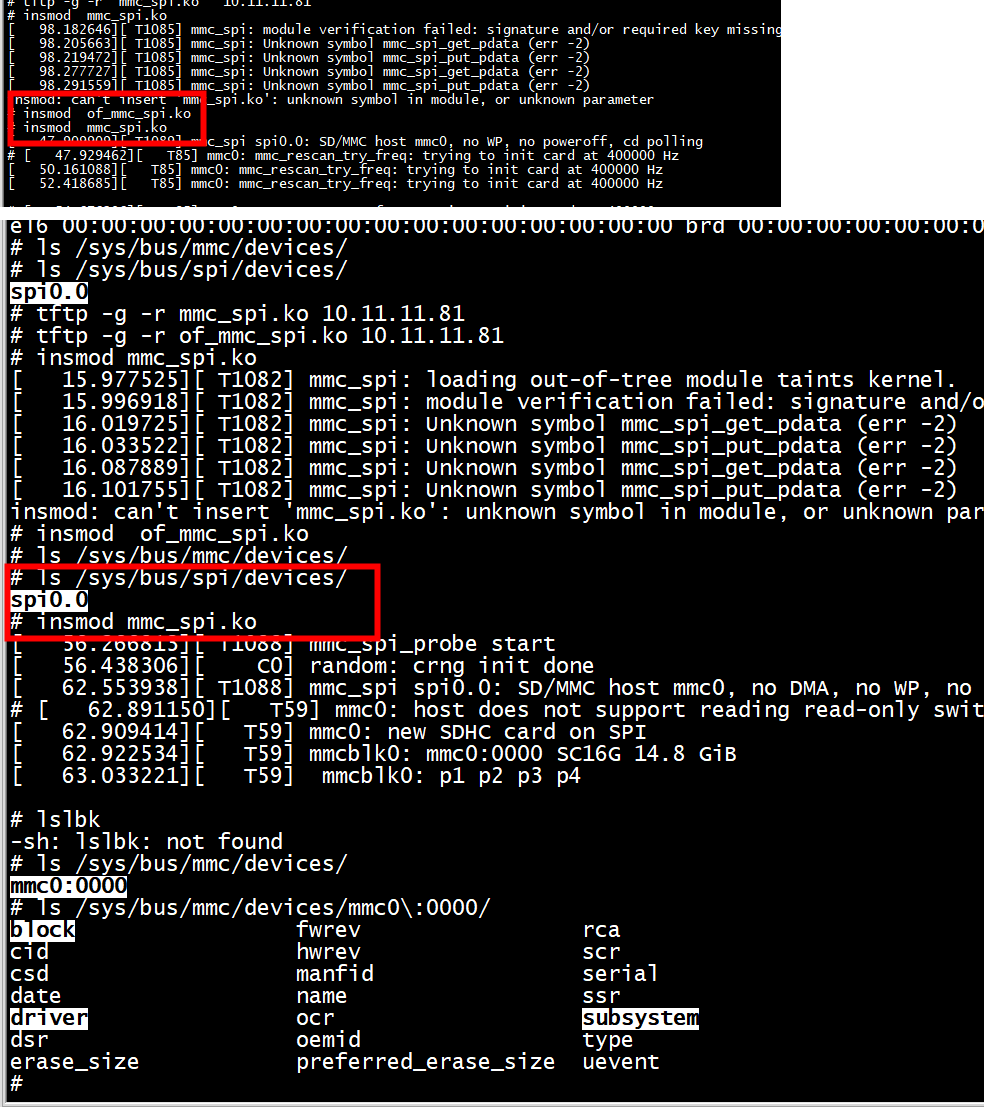 # tftp -g -r mmc_spi.ko 10.11.11.81
# insmod mmc_spi.ko
[ 98.182646][ T1085] mmc_spi: module verification failed: signature and/or required key missing
[ 98.205663][ T1085] mmc_spi: Unknown symbol mmc_spi_get_pdata (err -2)
[ 98.219472][ T1085] mmc_spi: Unknown symbol mmc_spi_put_pdata (err -2)
[ 98.277727][ T1085] mmc_spi: Unknown symbol mmc_spi_get_pdata (err -2)
[ 98.291559][ T1085] mmc_spi: Unknown symbol mmc_spi_put_pdata (err -2)
insmod: can't insert 'mmc_spi.ko': unknown symbol in module, or unknown parameter
# insmod of_mmc_spi.ko
# insmod mmc_spi.ko
mmc_spi spi0.0: SD/MMC host mmc0, no WP, no poweroff, cd polling
# [ 47.929462][ T85] mmc0: mmc_rescan_try_freq: trying to init card at 400000 Hz
[ 50.161088][ T85] mmc0: mmc_rescan_try_freq: trying to init card at 400000 Hz
[ 52.418685][ T85] mmc0: mmc_rescan_try_freq: trying to init card at 400000 Hz
el6 00:00:00:00:00:00:00:00:00:00:00:00:00:00:00:00 brd 00:00:00:00:00:00:0
# ls /sys/bus/mmc/devices/
# ls /sys/bus/spi/devices/
spi0.0
# tftp -g -r mmc_spi.ko 10.11.11.81
# tftp -g -r of_mmc_spi.ko 10.11.11.81
# insmod mmc_spi.ko
[ 15.977525][ T1082] mmc_spi: loading out-of-tree module taints kernel.
[ 15.996918][ T1082] mmc_spi: module verification failed: signature and/o
[ 16.019725][ T1082] mmc_spi: Unknown symbol mmc_spi_get_pdata (err -2)
[ 16.033522][ T1082] mmc_spi: Unknown symbol mmc_spi_put_pdata (err -2)
[ 16.087889][ T1082] mmc_spi: Unknown symbol mmc_spi_get_pdata (err -2)
[ 16.101755][ T1082] mmc_spi: Unknown symbol mmc_spi_put_pdata (err -2)
insmod: can't insert 'mmc_spi.ko': unknown symbol in module, or unknown par
# insmod of_mmc_spi.ko
# ls /sys/bus/mmc/devices/
# ls /sys/bus/spi/devices/
spi0.0
# insmod mmc_spi.ko
[ 56.266813][ T1088] mmc_spi_probe start
[ 56.438306][ C0] random: crng init done
[ 62.553938][ T1088] mmc_spi spi0.0: SD/MMC host mmc0, no DMA, no WP, no
# [ 62.891150][ T59] mmc0: host does not support reading read-only swit
[ 62.909414][ T59] mmc0: new SDHC card on SPI
[ 62.922534][ T59] mmcblk0: mmc0:0000 SC16G 14.8 GiB
[ 63.033221][ T59] mmcblk0: p1 p2 p3 p4
# lslbk
-sh: lslbk: not found
# ls /sys/bus/mmc/devices/
mmc0:0000
# ls /sys/bus/mmc/devices/mmc0\:0000/
block fwrev rca
cid hwrev scr
csd manfid serial
date name ssr
driver ocr subsystem
dsr oemid type
erase_size preferred_erase_size uevent
#